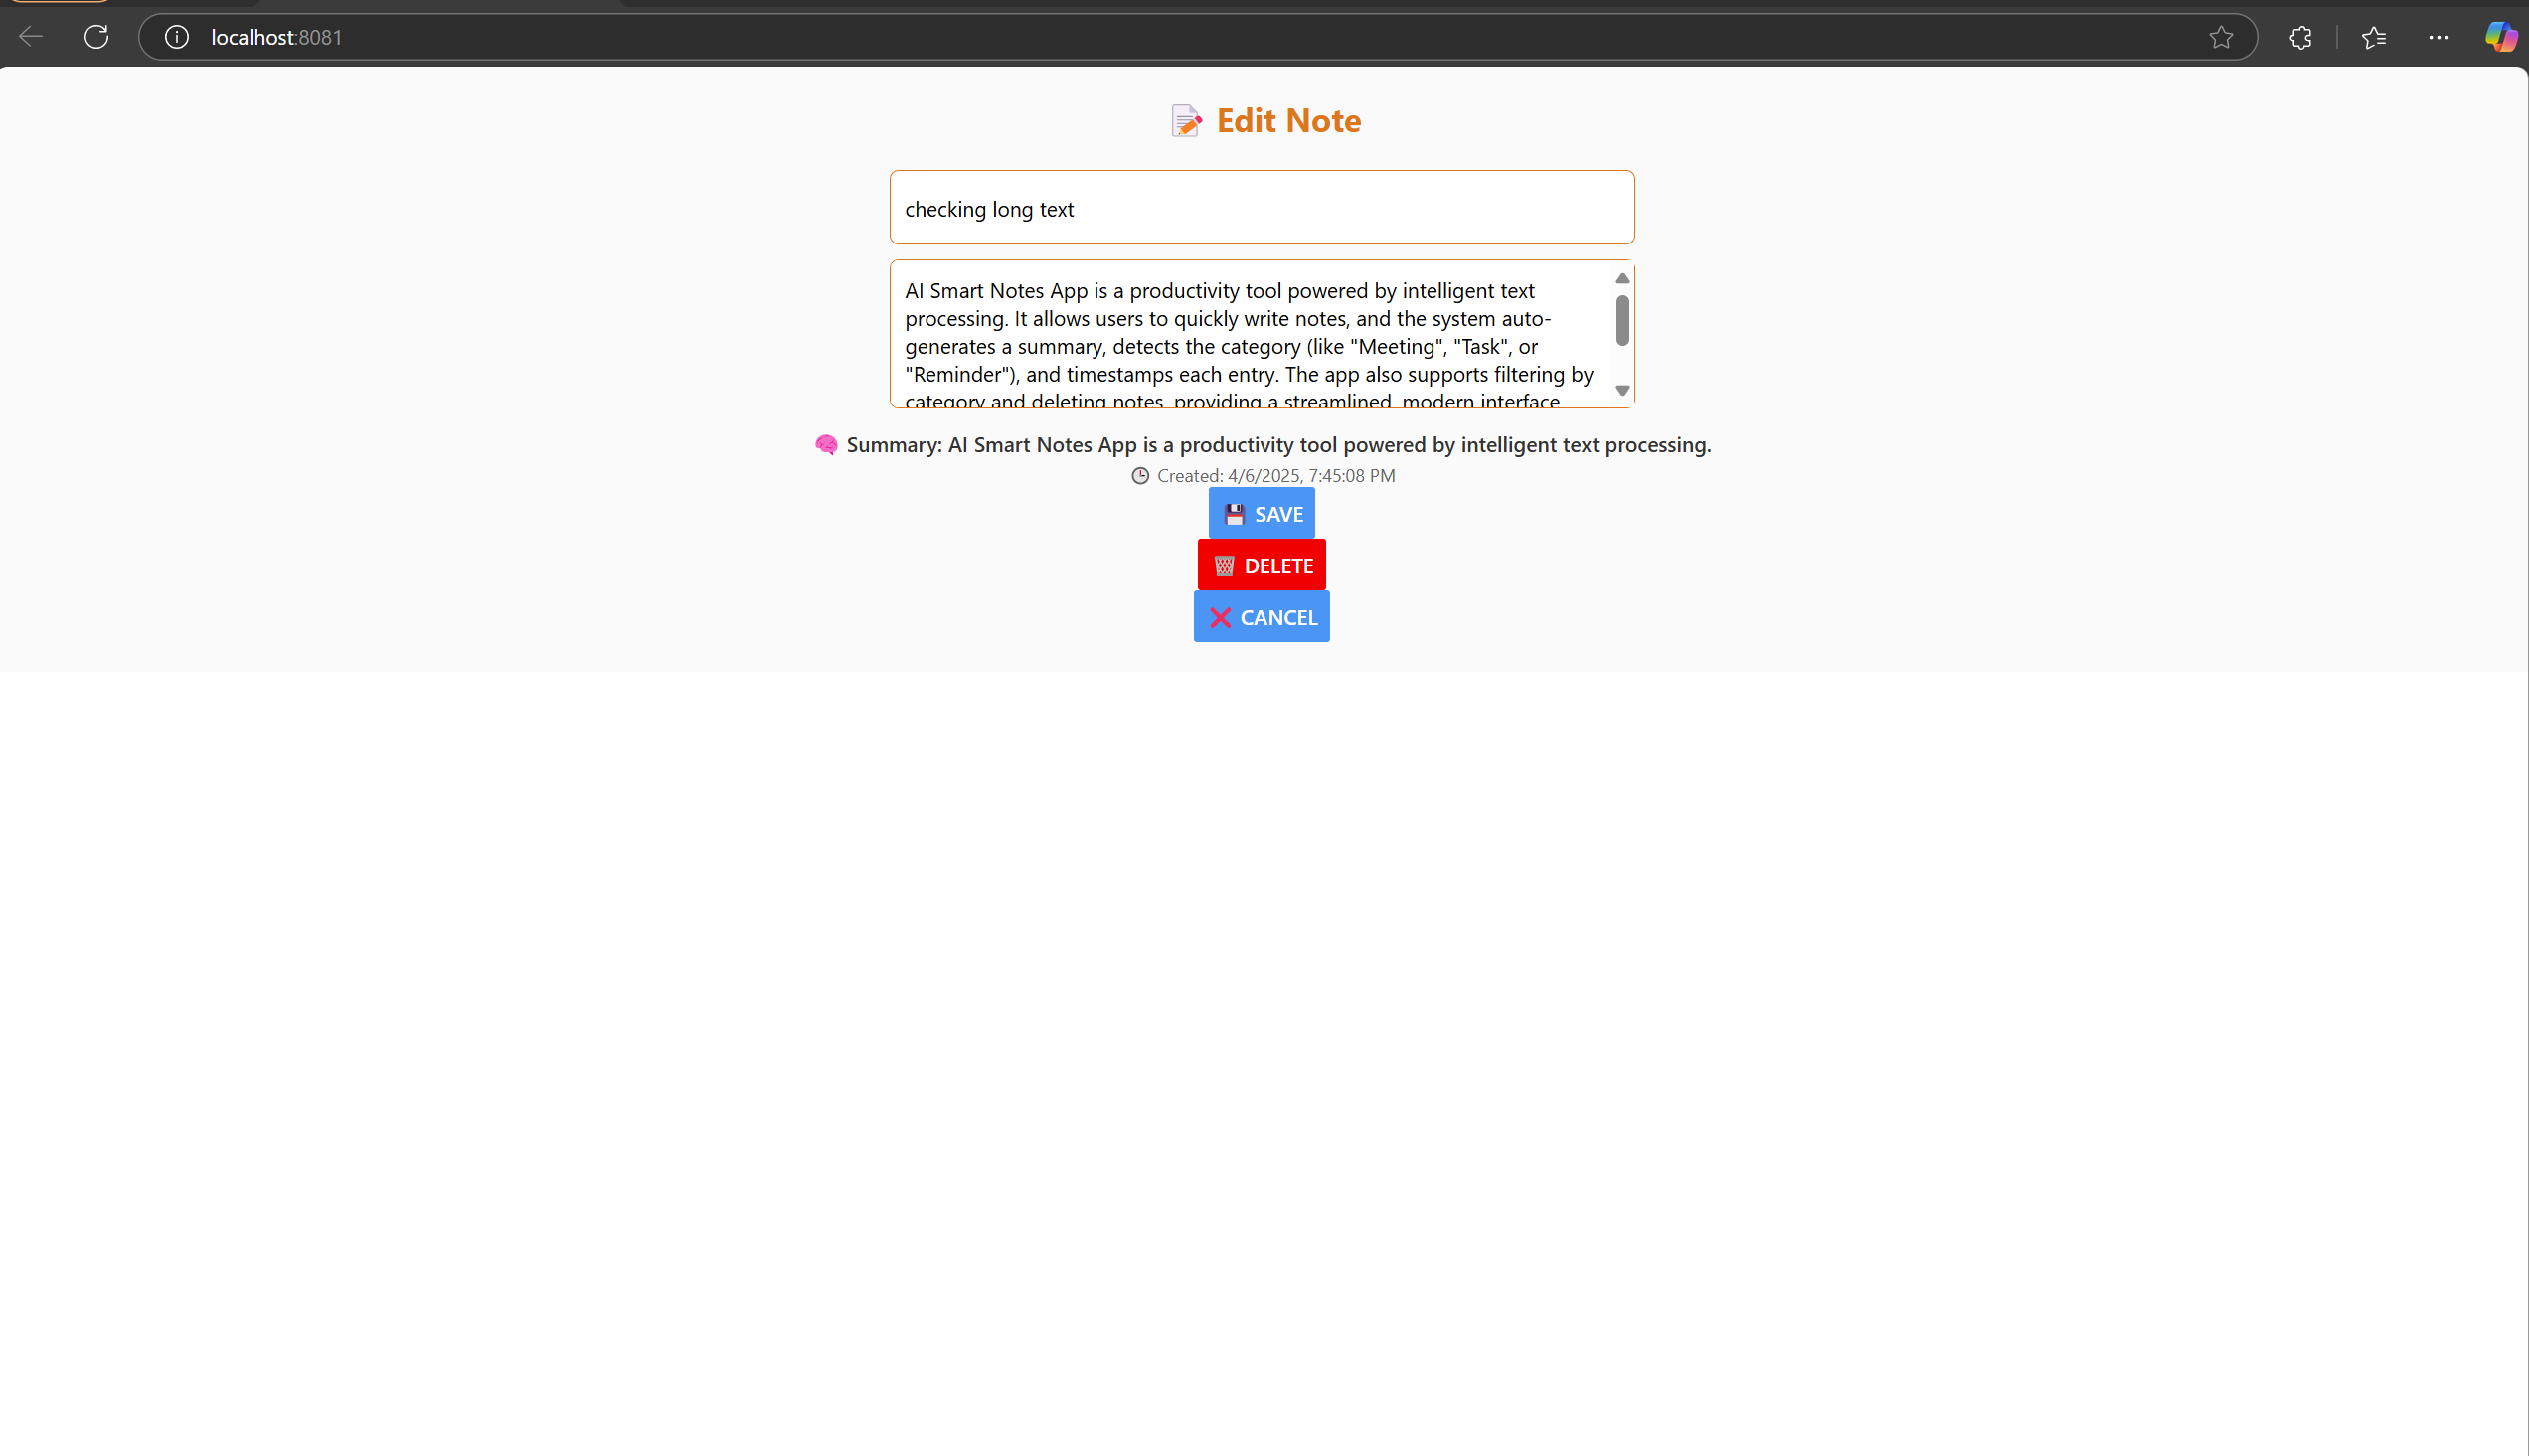 localhost:8081
Edit Note
checking long text
AI Smart Notes App is a productivity tool powered by intelligent text
processing. It allows users to quickly write notes, and the system auto-
generates a summary, detects the category (like "Meeting", "Task", or
"Reminder"), and timestamps each entry. The app also supports filtering by
category and deleting notes, providing a streamlined, modern interface
Summary: AI Smart Notes App is a productivity tool powered by intelligent text processing.
Created: 4/6/2025, 7:45:08 PM
SAVE
DELETE
CANCEL